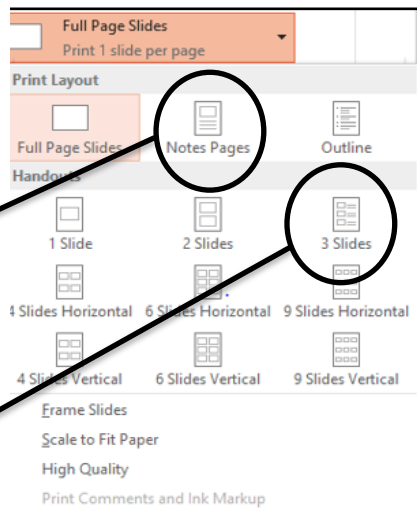 Full Page Slides
Print 1 slide per page
Print Layout
Full Page Slides Notes Pages Outline
Handouts
1 Slide 2 Slides 3 Slides
4 Slides Horizontal 6 Slides Horizontal 9 Slides Horizontal
4 Slides Vertical 6 Slides Vertical 9 Slides Vertical
Frame Slides
Scale to Fit Paper
High Quality
Print Comments and Ink Markup